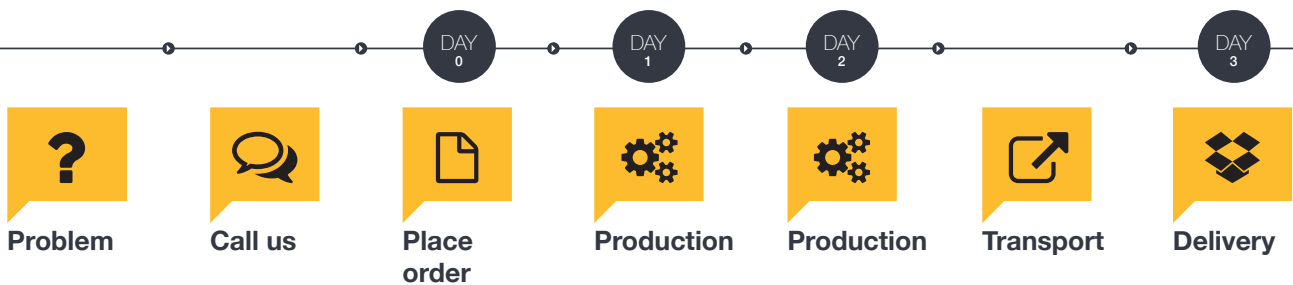 DAY
0
DAY
1
DAY
2
DAY
3
Problem
Call us
Place
order
Production
Production
Transport
Delivery